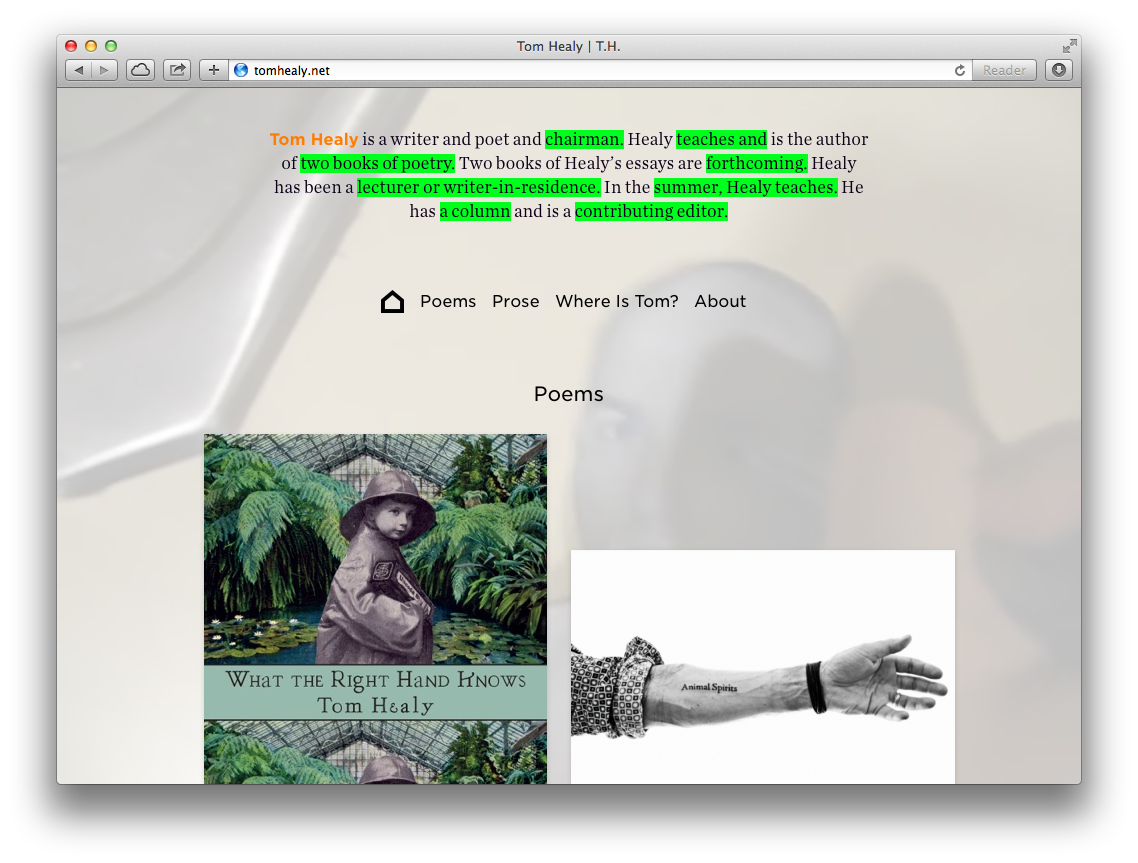 Tom Healy | T.H.
tomhealy.net
Reader
Tom Healy is a writer and poet and chairman. Healy teaches and is the author
of two books of poetry. Two books of Healy’s essays are forthcoming. Healy
has been a lecturer or writer-in-residence. In the summer, Healy teaches. He
has a column and is a contributing editor.
Poems Prose Where Is Tom? About
Poems
What the Right Hand Knows
Tom Healy
Animal Spirits